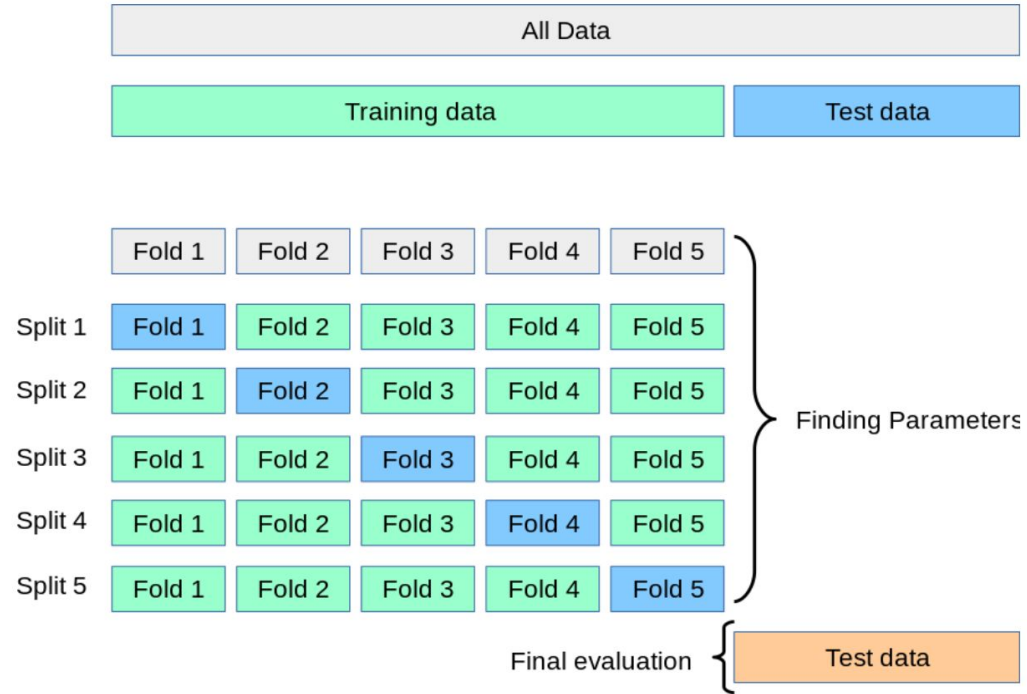 All Data
Training data Test data
Fold 1 Fold 2 Fold 3 Fold 4 Fold 5
Split 1 Fold 1 Fold 2 Fold 3 Fold 4 Fold 5
Split 2 Fold 1 Fold 2 Fold 3 Fold 4 Fold 5
Finding Parameters
Split 3 Fold 1 Fold 2 Fold 3 Fold 4 Fold 5
Split 4 Fold 1 Fold 2 Fold 3 Fold 4 Fold 5
Split 5 Fold 1 Fold 2 Fold 3 Fold 4 Fold 5
Final evaluation Test data